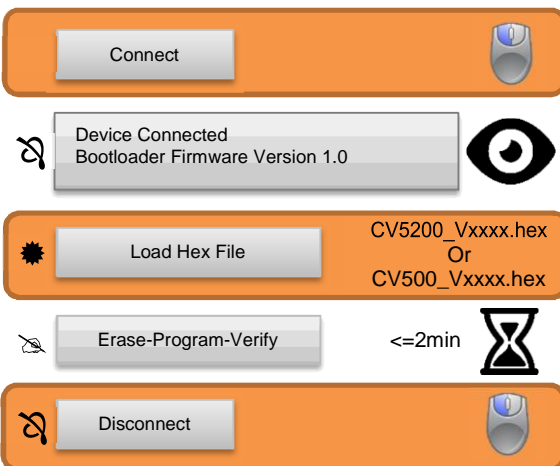 Connect
Device Connected
Bootloader Firmware Version 1.0
Load Hex File
CV5200_Vxxxx.hex
Or
CV500_Vxxxx.hex
Erase-Program-Verify
<=2min
Disconnect